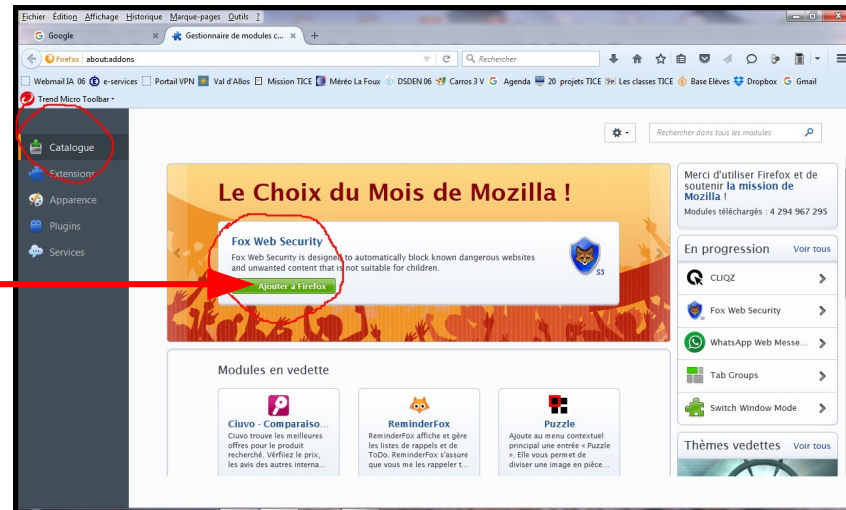 Fichier Édition Affichage Historique Marque-pages Outils ?
Google
Gestionnaire de modules c...
Firefox about:addons
Rechercher
Webmail IA 06 e-services Portail VPN Val d'Allos Mission TICE Méréo La Foux DSDEN 06 Carros 3 V Agenda 20 projets TICE Les classes TICE Base Elèves Dropbox Gmail
Trend Micro Toolbar
Catalogue
Extensions
Apparence
Plugins
Services
Rechercher dans tous les modules
Le Choix du Mois de Mozilla !
Fox Web Security
Fox Web Security is designed to automatically block known dangerous websites
and unwanted content that is not suitable for children.
Ajouter à Firefox
S3
Modules en vedette
Ciuvo - Comparaiso...
Ciuvo trouve les meilleures
offres pour le produit
recherché. Vérfiiez le prix,
les avis des autres interna...
ReminderFox
ReminderFox affiche et gère
les listes de rappels et de
ToDo. ReminderFox s'assure
que vous me les rappeler t...
Puzzle
Ajoute au menu contextuel
principal une entrée « Puzzle
». Elle vous permet de
diviser une image en pièce...
Merci d'utiliser Firefox et de
soutenir la mission de
Mozilla !
Modules téléchargés : 4 294 967 295
En progression Voir tous
CLIQZ
Fox Web Security
WhatsApp Web Messe...
Tab Groups
Switch Window Mode
Thèmes vedettes Voir tous